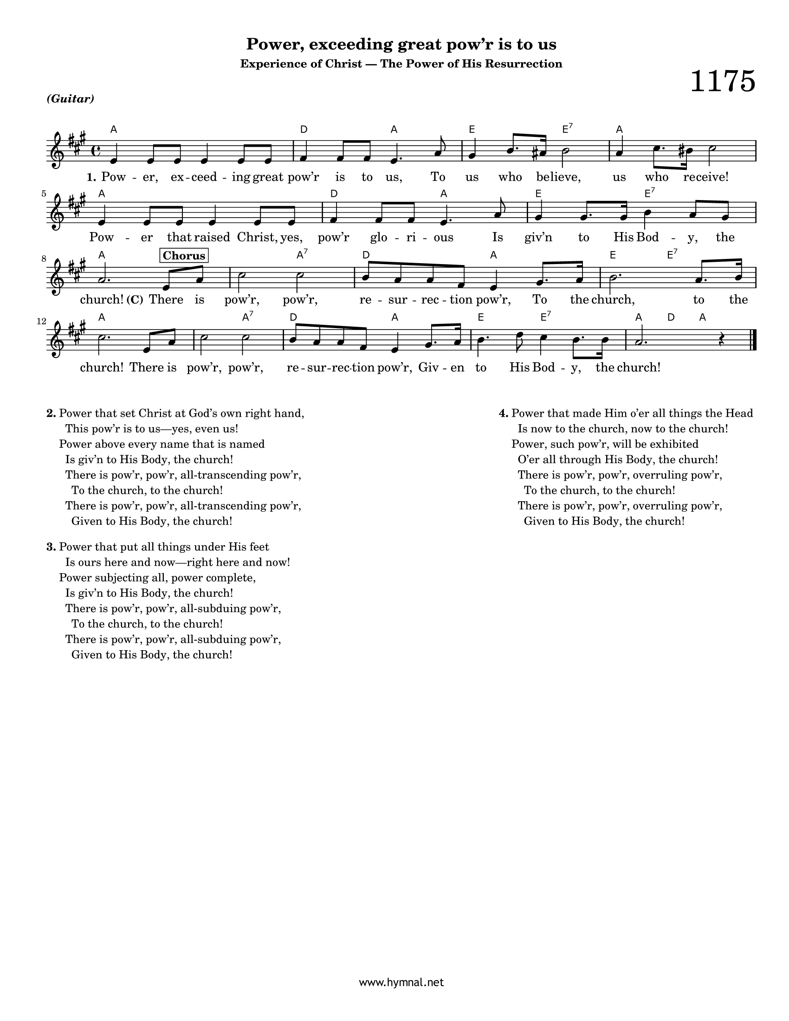 Power, exceeding great pow'r is to us
Experience of Christ — The Power of His Resurrection
1175
(Guitar)
A D A E E7 A
1. Pow - er, ex - ceed - ing great pow'r is to us, To us who believe, us who receive!
5
A D A E E7
Pow - er that raised Christ, yes, pow'r glo - ri - ous Is giv'n to His Bod - y, the
8
A Chorus A7 D A E E7
church! (C) There is pow'r, pow'r, re - sur - rec - tion pow'r, To the church, to the
12
A A7 D A E E7 A D A
church! There is pow'r, pow'r, re - sur - rec - tion pow'r, Giv - en to His Bod - y, the church!
2. Power that set Christ at God's own right hand,
This pow'r is to us—yes, even us!
Power above every name that is named
Is giv'n to His Body, the church!
There is pow'r, pow'r, all-transcending pow'r,
To the church, to the church!
There is pow'r, pow'r, all-transcending pow'r,
Given to His Body, the church!
3. Power that put all things under His feet
Is ours here and now—right here and now!
Power subjecting all, power complete,
Is giv'n to His Body, the church!
There is pow'r, pow'r, all-subduing pow'r,
To the church, to the church!
There is pow'r, pow'r, all-subduing pow'r,
Given to His Body, the church!
4. Power that made Him o'er all things the Head
Is now to the church, now to the church!
Power, such pow'r, will be exhibited
O'er all through His Body, the church!
There is pow'r, pow'r, overruling pow'r,
To the church, to the church!
There is pow'r, pow'r, overruling pow'r,
Given to His Body, the church!
www.hymnal.net